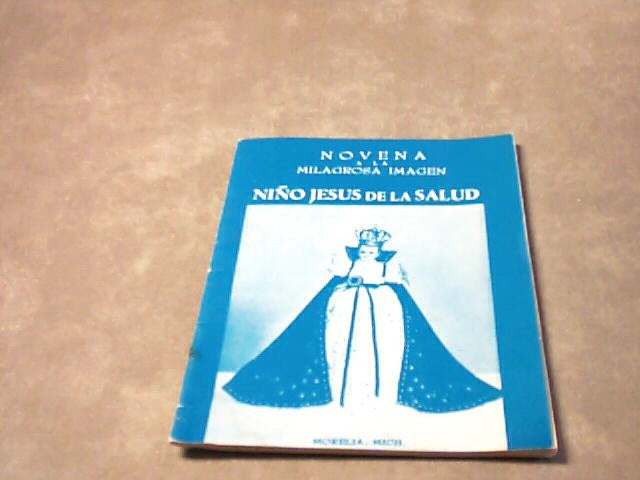 NOVENA
A LA
MILAGROSA IMAGEN
NIÑO JESUS DE LA SALUD
MORELIA, MICH.